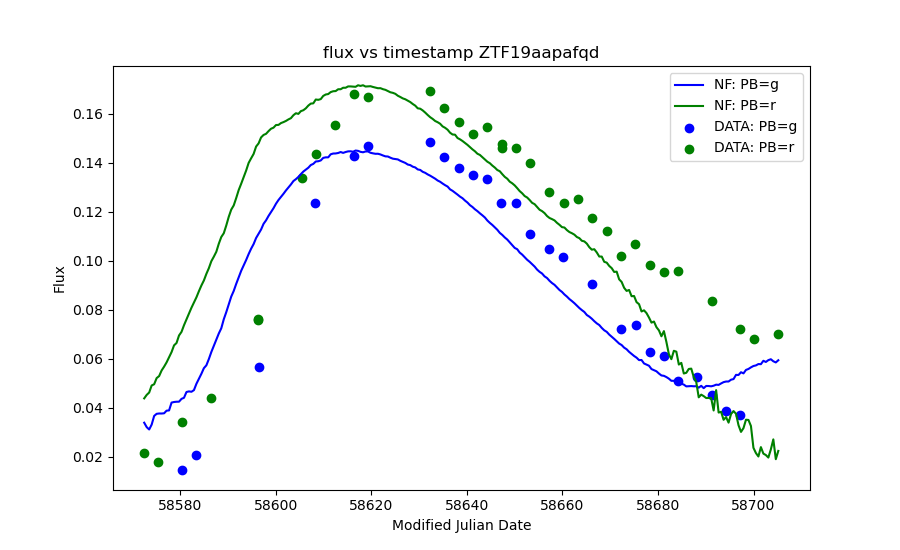 flux vs timestamp ZTF19aapafqd
NF: PB=g
NF: PB=r
DATA: PB=g
DATA: PB=r
0.16
0.14
0.12
0.10
0.08
0.06
0.04
0.02
Flux
58580 58600 58620 58640 58660 58680 58700
Modified Julian Date